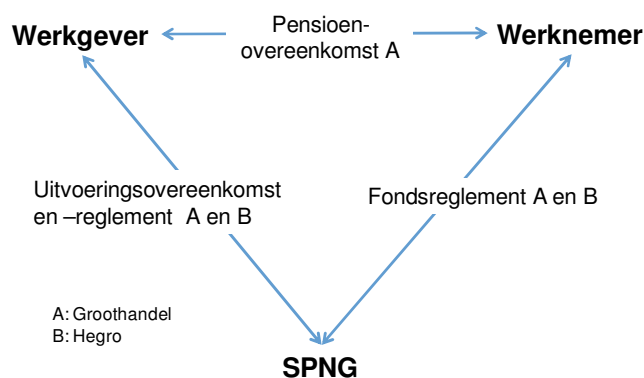 Werkgever
Pensioen-
overeenkomst A
Werknemer
Uitvoeringsovereenkomst
en –reglement A en B
Fondsreglement A en B
A: Groothandel
B: Hegro
SPNG